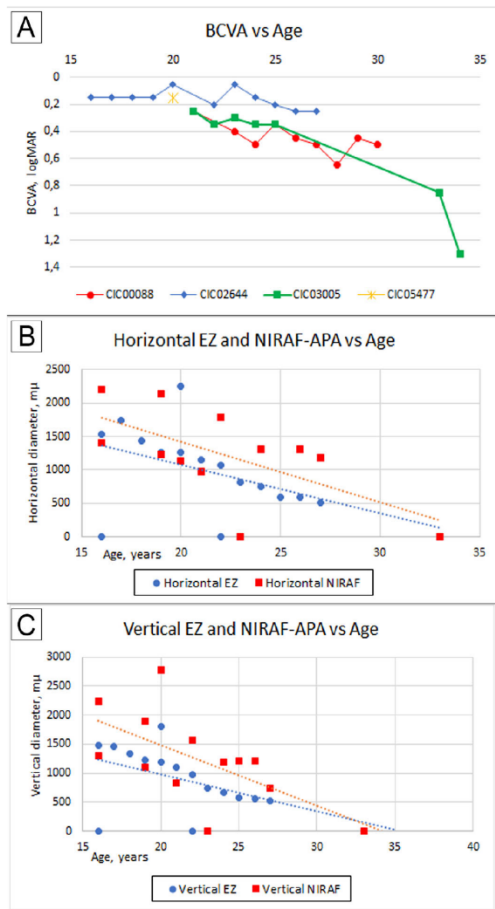 A
BCVA vs Age
15 20 25 30 35
0
0,2
0,4
0,6
0,8
1
1,2
1,4
BCVA, logMAR
CIC00088 CIC02644 CIC03005 CIC05477
B
Horizontal EZ and NIRAF-APA vs Age
2500
2000
1500
1000
500
0
Horizontal diameter, mµ
15 20 25 30 35
Age, years
Horizontal EZ Horizontal NIRAF
C
Vertical EZ and NIRAF-APA vs Age
3000
2500
2000
1500
1000
500
0
Vertical diameter, mµ
15 20 25 30 35 40
Age, years
Vertical EZ Vertical NIRAF